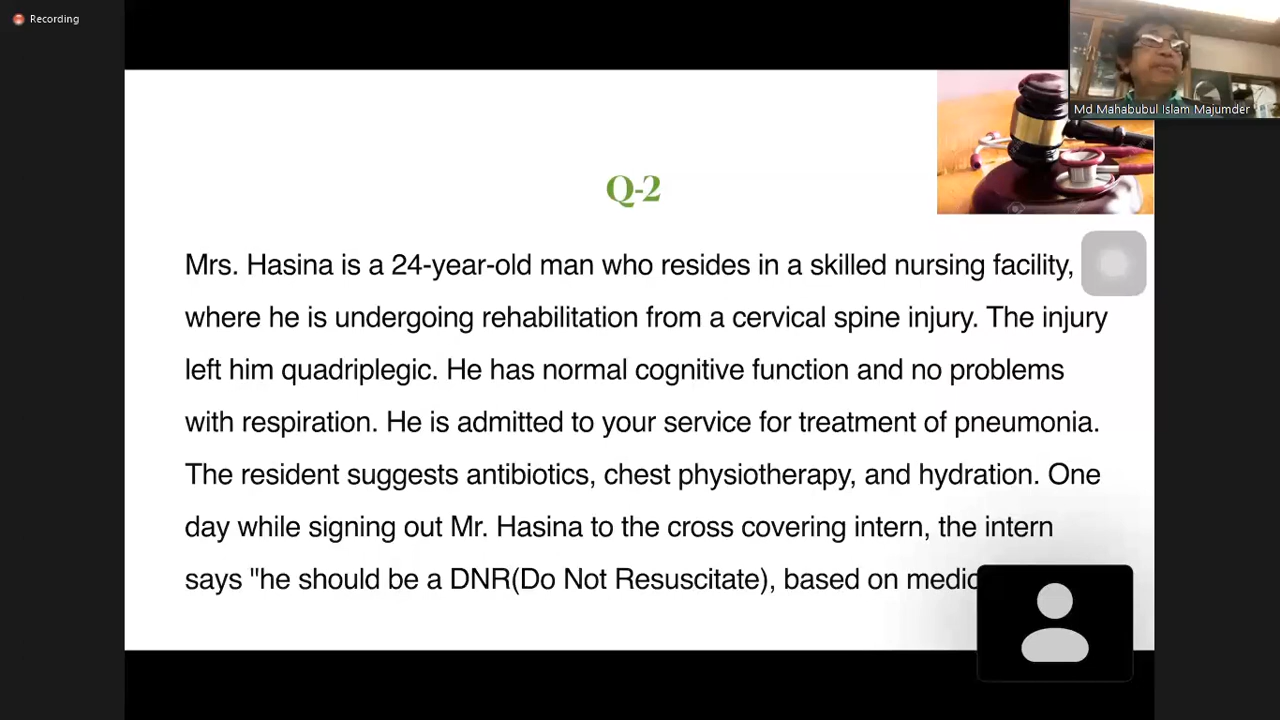 Recording
Md Mahabubul Islam Majumder
Q-2
Mrs. Hasina is a 24-year-old man who resides in a skilled nursing facility,
where he is undergoing rehabilitation from a cervical spine injury. The injury
left him quadriplegic. He has normal cognitive function and no problems
with respiration. He is admitted to your service for treatment of pneumonia.
The resident suggests antibiotics, chest physiotherapy, and hydration. One
day while signing out Mr. Hasina to the cross covering intern, the intern
says "he should be a DNR(Do Not Resuscitate), based on